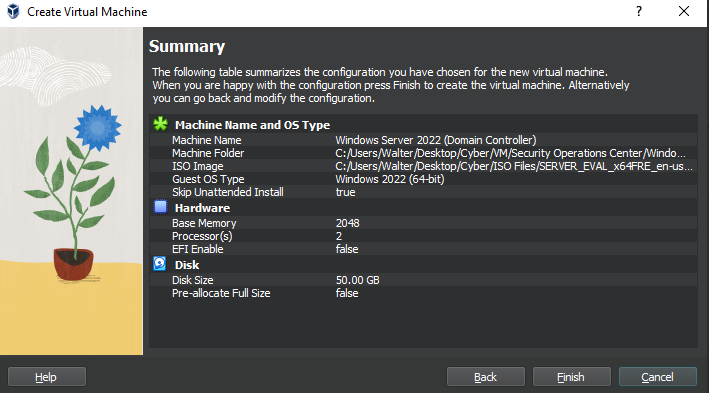 Create Virtual Machine
Summary
The following table summarizes the configuration you have chosen for the new virtual machine.
When you are happy with the configuration press Finish to create the virtual machine. Alternatively
you can go back and modify the configuration.
Machine Name and OS Type
Machine Name Windows Server 2022 (Domain Controller)
Machine Folder C:/Users/Walter/Desktop/Cyber/VM/Security Operations Center/Windo...
ISO Image C:/Users/Walter/Desktop/Cyber/ISO Files/SERVER_EVAL_x64FRE_en-us...
Guest OS Type Windows 2022 (64-bit)
Skip Unattended Install true
Hardware
Base Memory 2048
Processor(s) 2
EFI Enable false
Disk
Disk Size 50.00 GB
Pre-allocate Full Size false
Help Back Finish Cancel